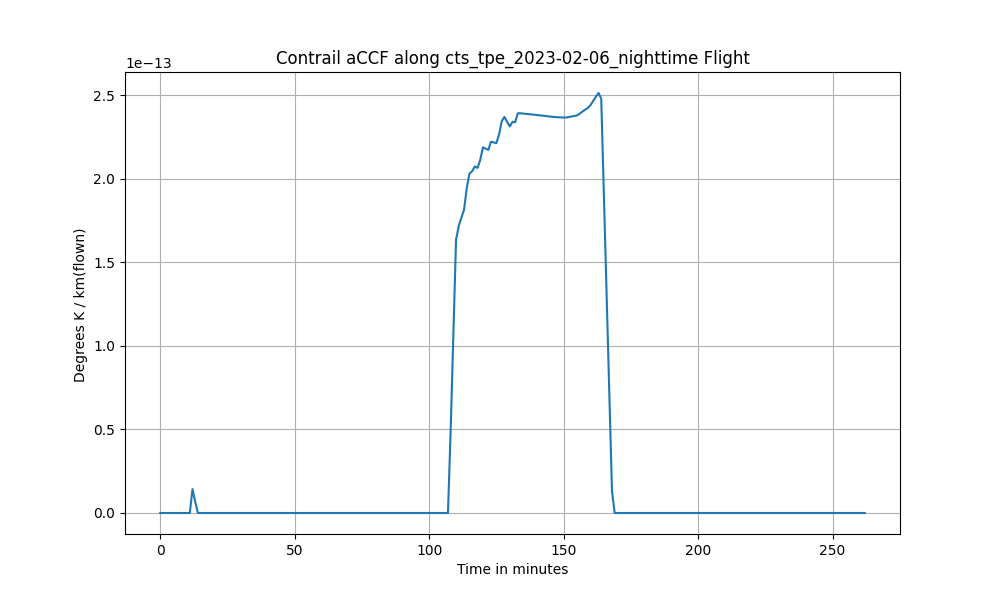 Contrail aCCF along cts_tpe_2023-02-06_nighttime Flight
1e−13
2.5
2.0
1.5
1.0
0.5
0.0
Degrees K / km(flown)
0 50 100 150 200 250
Time in minutes